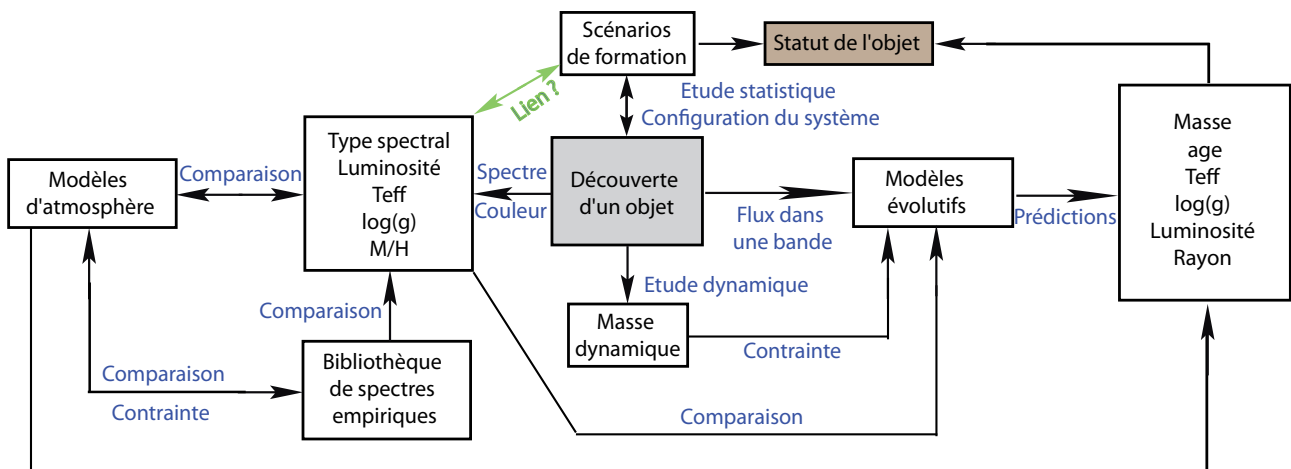 Scénarios
de formation
Statut de l'objet
Lien ?
Etude statistique
Configuration du système
Modèles
d'atmosphère
Comparaison
Type spectral
Luminosité
Teff
log(g)
M/H
Spectre
Couleur
Découverte
d'un objet
Flux dans
une bande
Modèles
évolutifs
Prédictions
Masse
age
Teff
log(g)
Luminosité
Rayon
Etude dynamique
Comparaison
Masse
dynamique
Contrainte
Comparaison
Contrainte
Bibliothèque
de spectres
empiriques
Comparaison